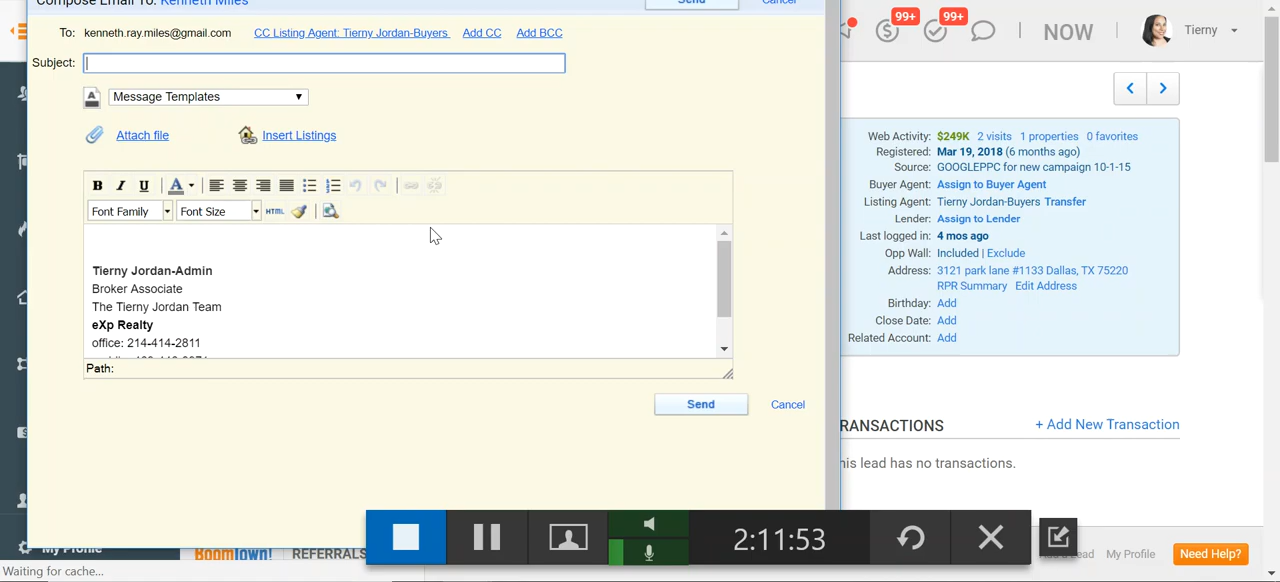 Compose Email To: Kenneth Miles
Send
Cancel
To: kenneth.ray.miles@gmail.com CC Listing Agent: Tierny Jordan-Buyers Add CC Add BCC
Subject:
Message Templates
Attach file
Insert Listings
B I U A
Font Family Font Size HTML
Tierny Jordan-Admin
Broker Associate
The Tierny Jordan Team
eXp Realty
office: 214-414-2811
Path:
Send
Cancel
99+
99+
NOW
Tierny
Web Activity: $249K 2 visits 1 properties 0 favorites
Registered: Mar 19, 2018 (6 months ago)
Source: GOOGLEPPC for new campaign 10-1-15
Buyer Agent: Assign to Buyer Agent
Listing Agent: Tierny Jordan-Buyers Transfer
Lender: Assign to Lender
Last logged in: 4 mos ago
Opp Wall: Included | Exclude
Address: 3121 park lane #1133 Dallas, TX 75220
RPR Summary Edit Address
Birthday: Add
Close Date: Add
Related Account: Add
RANSACTIONS
+ Add New Transaction
his lead has no transactions.
2:11:53
My Profile
BoomTown!
REFERRALS
Lead
My Profile
Need Help?
Waiting for cache...